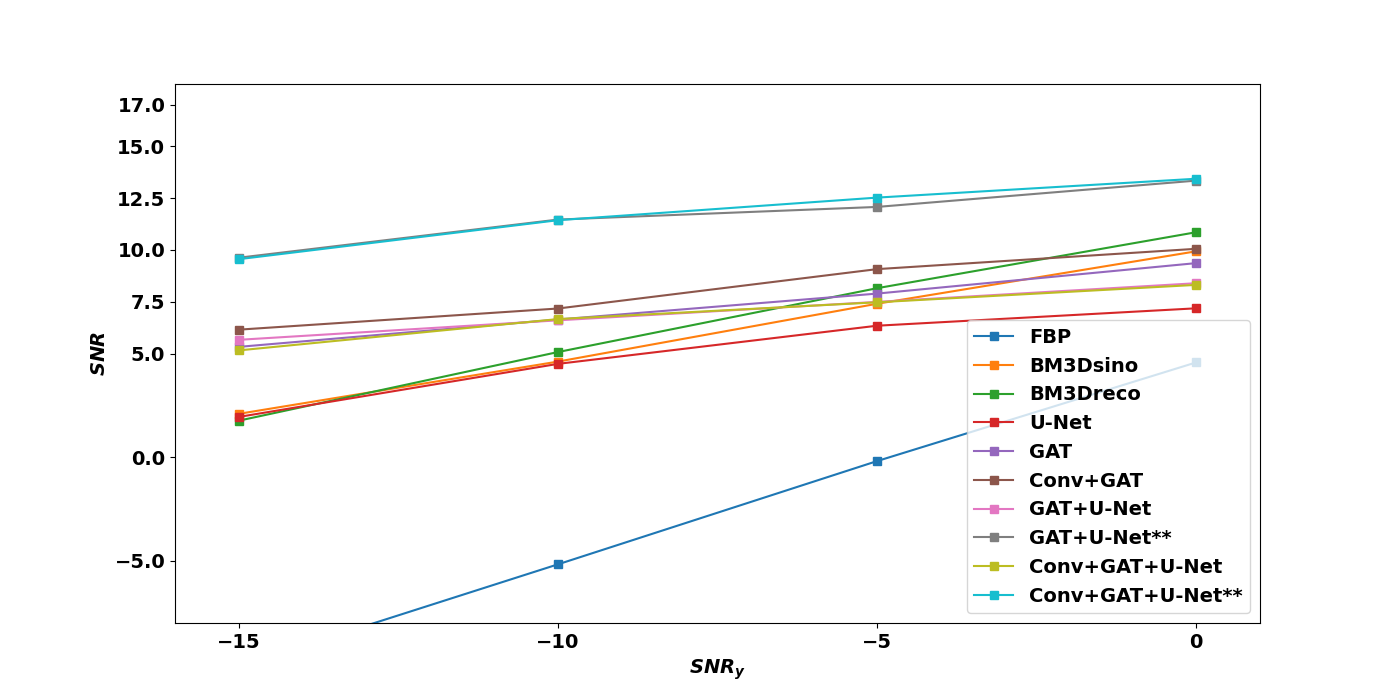 17.0
15.0
12.5
10.0
7.5
5.0
0.0
−5.0
SNR
−15
−10
−5
0
SNRy
FBP
BM3Dsino
BM3Dreco
U-Net
GAT
Conv+GAT
GAT+U-Net
GAT+U-Net**
Conv+GAT+U-Net
Conv+GAT+U-Net**